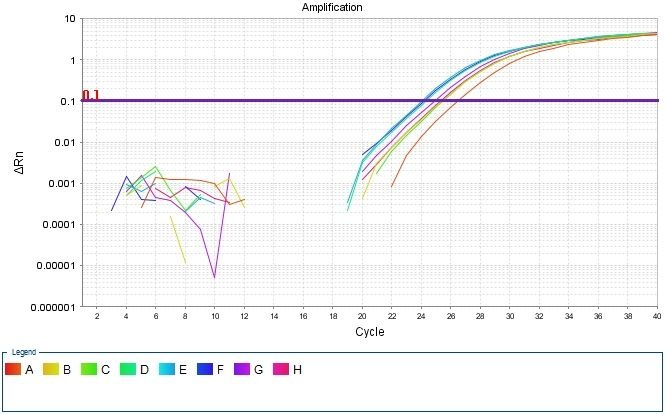 Amplification
10
1
0.1
0.1
0.01
0.001
0.0001
0.00001
0.000001
ΔRn
2 4 6 8 10 12 14 16 18 20 22 24 26 28 30 32 34 36 38 40
Cycle
Legend
A B C D E F G H